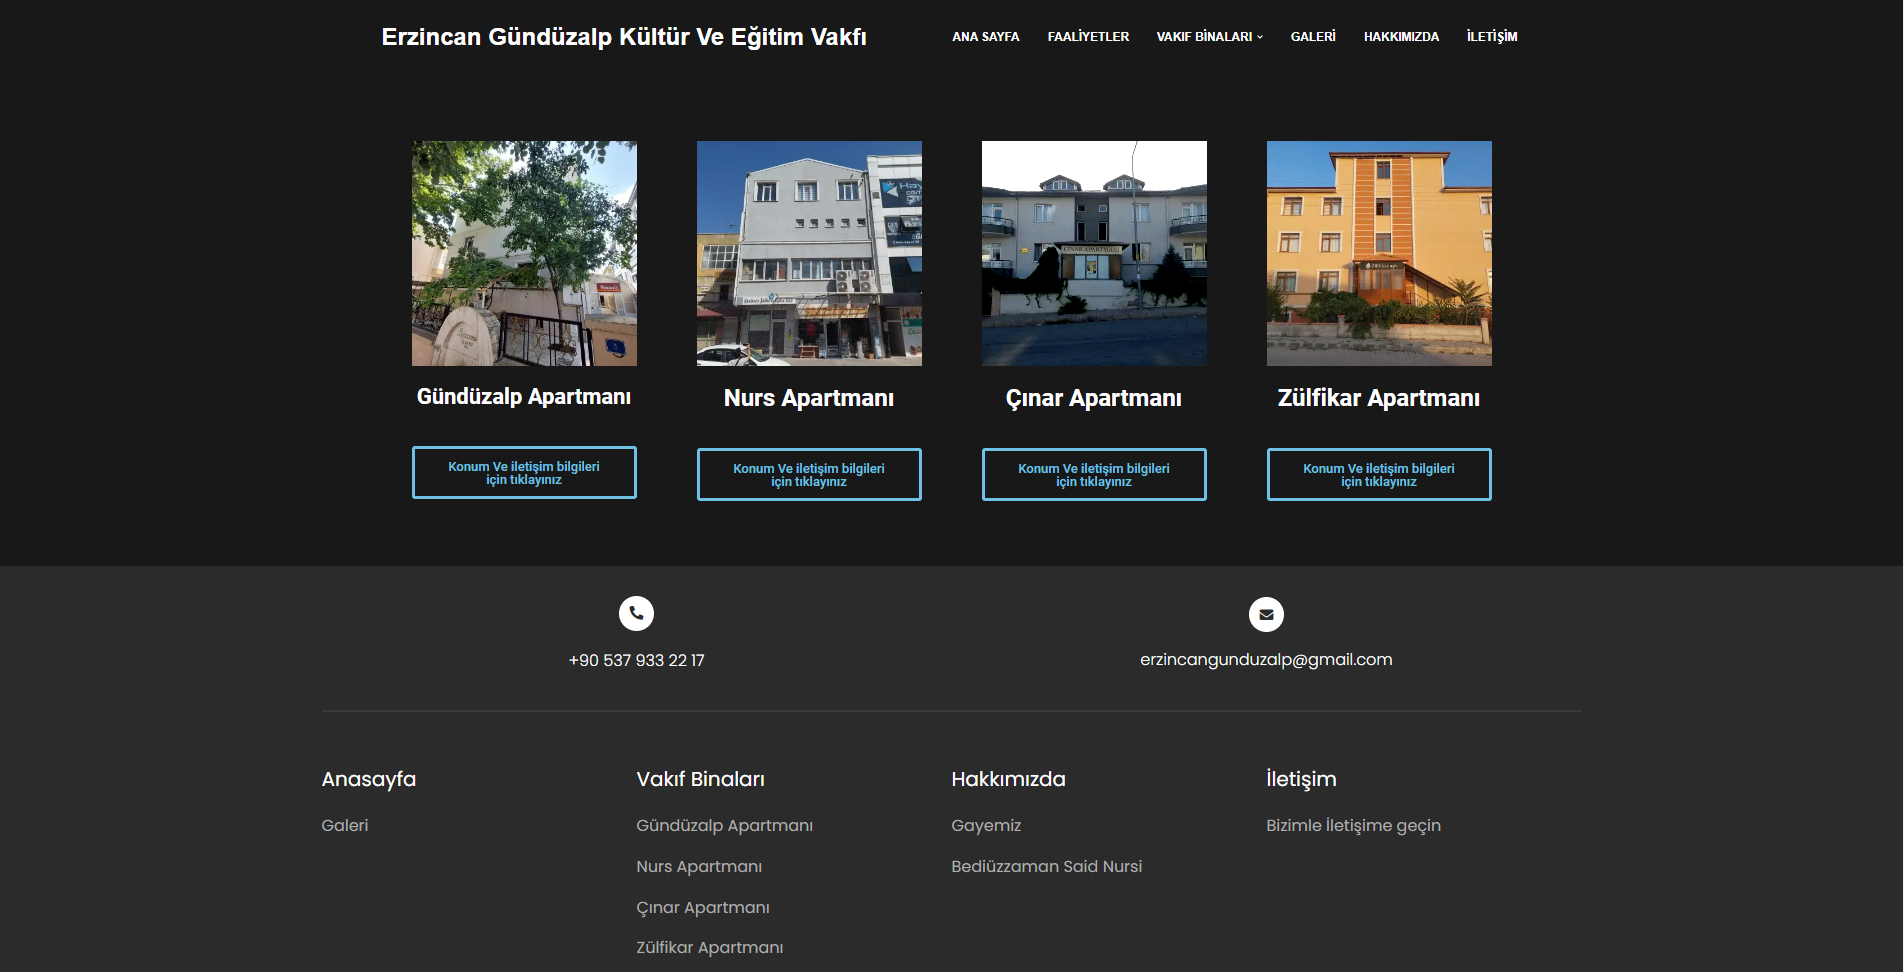 Erzincan Gündüzalp Kültür Ve Eğitim Vakfı
ANA SAYFA FAALİYETLER VAKIF BİNALARI GALERİ HAKKIMIZDA İLETİŞİM
ÇINAR APARTMANI
Gündüzalp Apartmanı Nurs Apartmanı Çınar Apartmanı Zülfikar Apartmanı
Konum Ve iletişim bilgileri
için tıklayınız
Konum Ve iletişim bilgileri
için tıklayınız
Konum Ve iletişim bilgileri
için tıklayınız
Konum Ve iletişim bilgileri
için tıklayınız
+90 537 933 22 17
erzincangunduzalp@gmail.com
Anasayfa
Galeri
Vakıf Binaları
Gündüzalp Apartmanı
Nurs Apartmanı
Çınar Apartmanı
Zülfikar Apartmanı
Hakkımızda
Gayemiz
Bediüzzaman Said Nursi
İletişim
Bizimle İletişime geçin